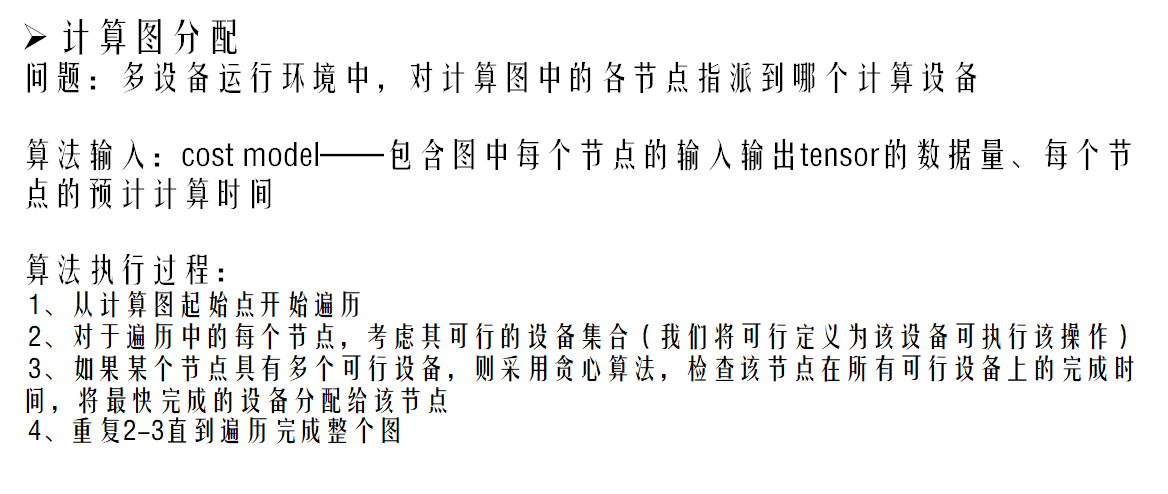 ➢ 计算图分配
问题：多设备运行环境中，对计算图中的各节点指派到哪个计算设备
算法输入：cost model——包含图中每个节点的输入输出tensor的数据量、每个节
点的预计计算时间
算法执行过程：
1、从计算图起始点开始遍历
2、对于遍历中的每个节点，考虑其可行的设备集合（我们将可行定义为该设备可执行该操作）
3、如果某个节点具有多个可行设备，则采用贪心算法，检查该节点在所有可行设备上的完成时
间，将最快完成的设备分配给该节点
4、重复2-3直到遍历完成整个图